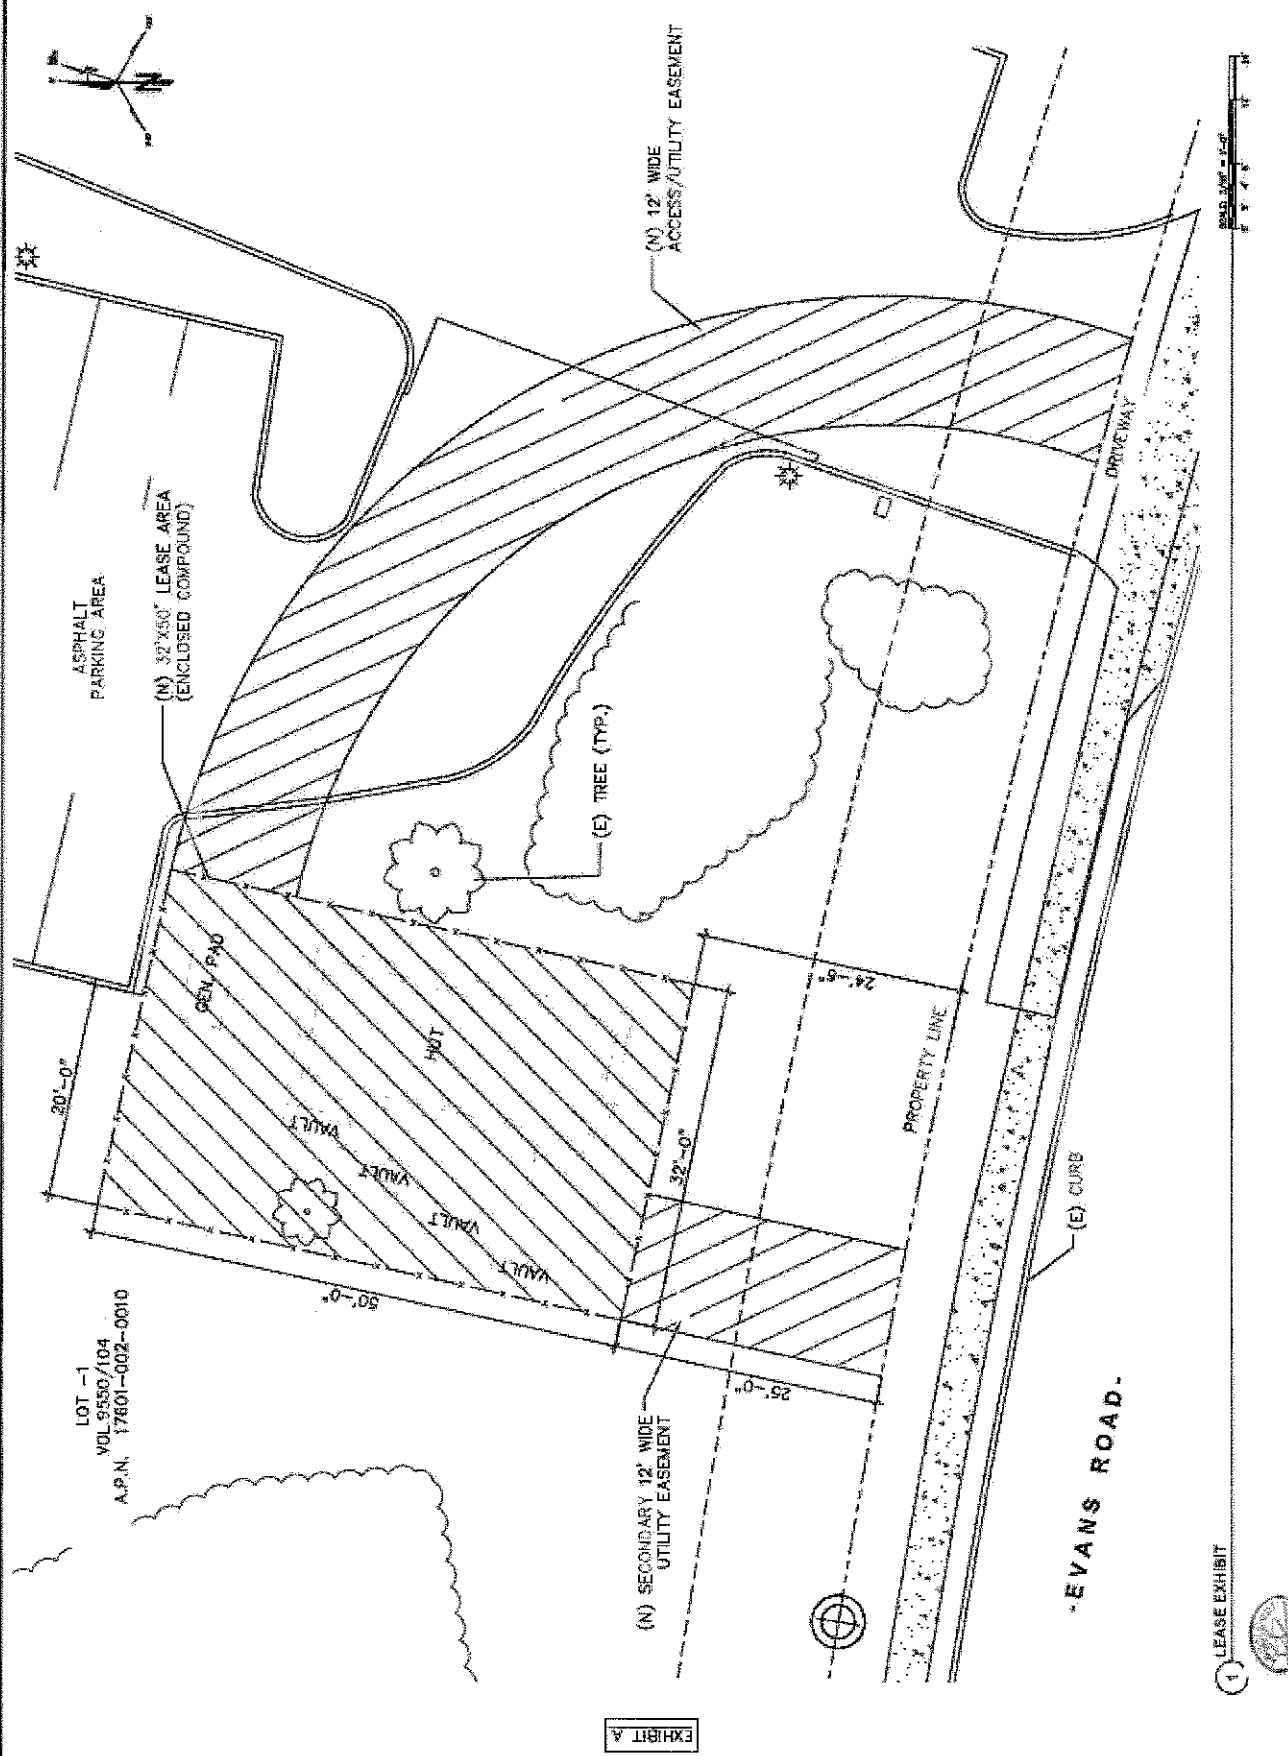 LOT -1
VOL.9550/104
A.P.N. 17601-002-0010
20'-0"
ASPHALT
PARKING AREA
(N) 32'X50' LEASE AREA
(ENCLOSED COMPOUND)
GEN. PAD
HUT
VAULT
VAULT
VAULT
VAULT
50'-0"
25'-0"
32'-0"
24'-6"
(E) TREE (TYP.)
(N) 12' WIDE
ACCESS/UTILITY EASEMENT
(N) SECONDARY 12' WIDE
UTILITY EASEMENT
PROPERTY LINE
DRIVEWAY
(E) CURB
-EVANS ROAD-
N
1
LEASE EXHIBIT
EXHIBIT A